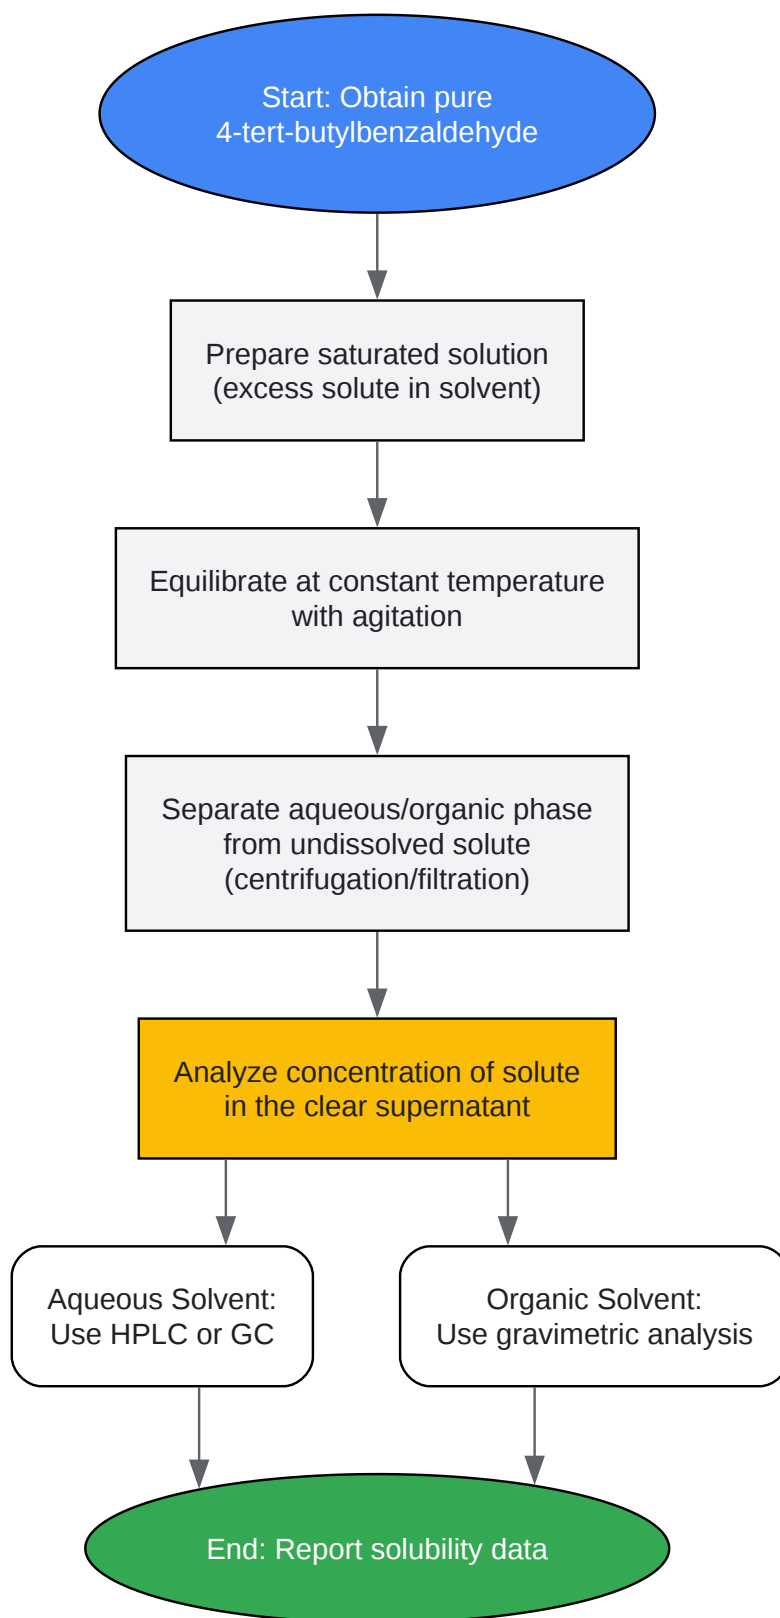 Start: Obtain pure
4-tert-butylbenzaldehyde
Prepare saturated solution
(excess solute in solvent)
Equilibrate at constant temperature
with agitation
Separate aqueous/organic phase
from undissolved solute
(centrifugation/filtration)
Analyze concentration of solute
in the clear supernatant
Aqueous Solvent:
Use HPLC or GC
Organic Solvent:
Use gravimetric analysis
End: Report solubility data